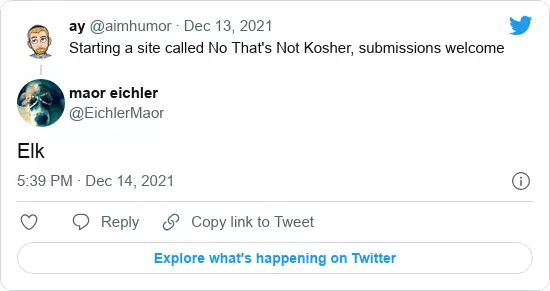 ay @aimhumor · Dec 13, 2021
Starting a site called No That's Not Kosher, submissions welcome
maor eichler
@EichlerMaor
Elk
5:39 PM · Dec 14, 2021
Reply Copy link to Tweet
Explore what's happening on Twitter